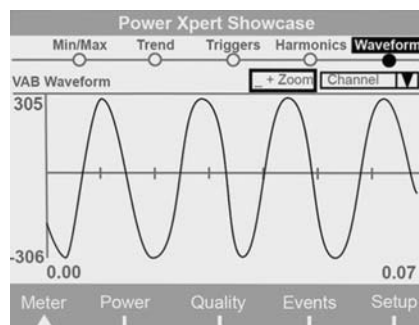 Power Xpert Showcase
Min/Max Trend Triggers Harmonics Waveform
VAB Waveform _ + Zoom Channel
305
-306
0.00 0.07
Meter Power Quality Events Setup